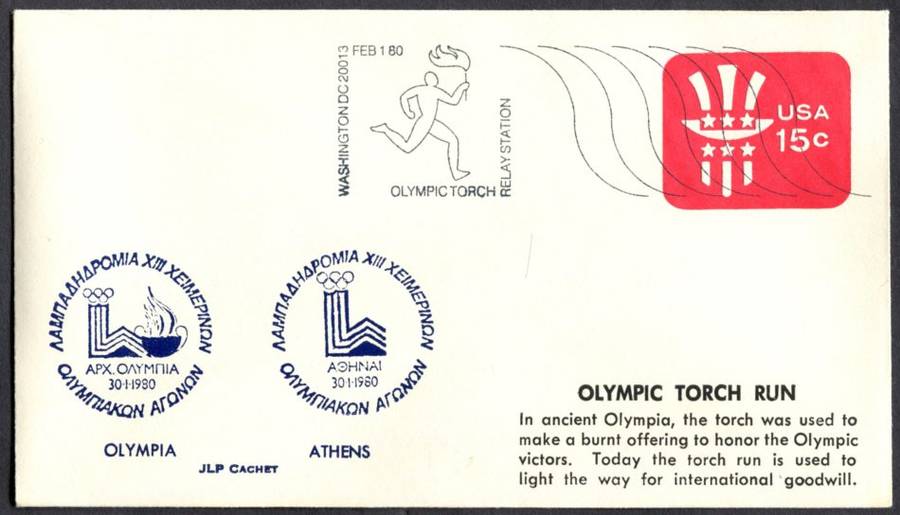 WASHINGTON DC 20013
FEB 1 80
OLYMPIC TORCH
RELAY STATION
USA
15c
ΛΑΜΠΑΔΗΔΡΟΜΙΑ XIII ΧΕΙΜΕΡΙΝΩΝ
ΑΡΧ. ΟΛΥΜΠΙΑ
30·1·1980
ΟΛΥΜΠΙΑΚΩΝ ΑΓΩΝΩΝ
OLYMPIA
ΛΑΜΠΑΔΗΔΡΟΜΙΑ XIII ΧΕΙΜΕΡΙΝΩΝ
ΑΘΗΝΑΙ
30·1·1980
ΟΛΥΜΠΙΑΚΩΝ ΑΓΩΝΩΝ
ATHENS
JLP CACHET
OLYMPIC TORCH RUN
In ancient Olympia, the torch was used to
make a burnt offering to honor the Olympic
victors. Today the torch run is used to
light the way for international goodwill.